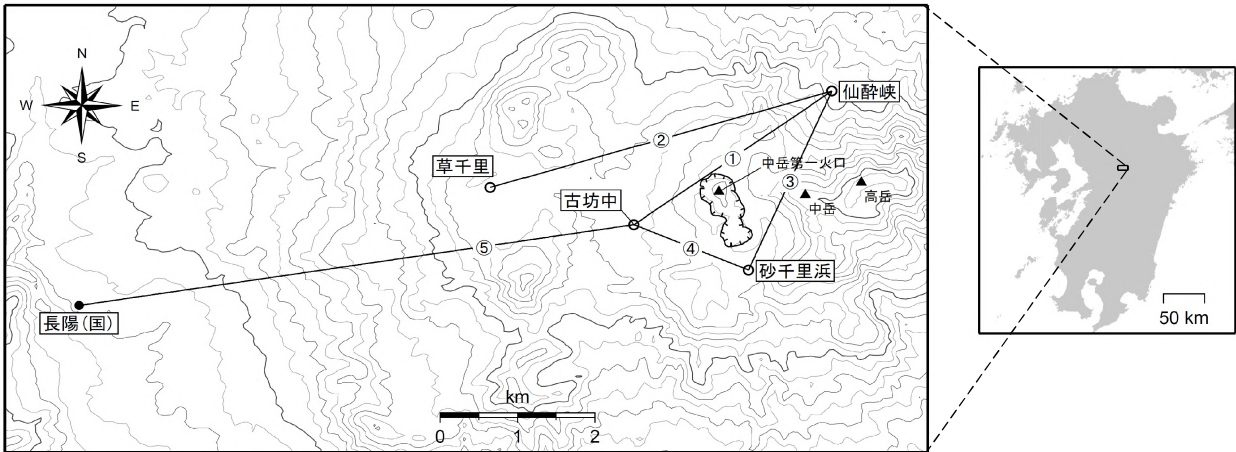 N
W E
S
仙酔峡
②
草千里
①
中岳第一火口
③
高岳
中岳
古坊中
⑤
④
砂千里浜
長陽(国)
km
0 1 2
50 km